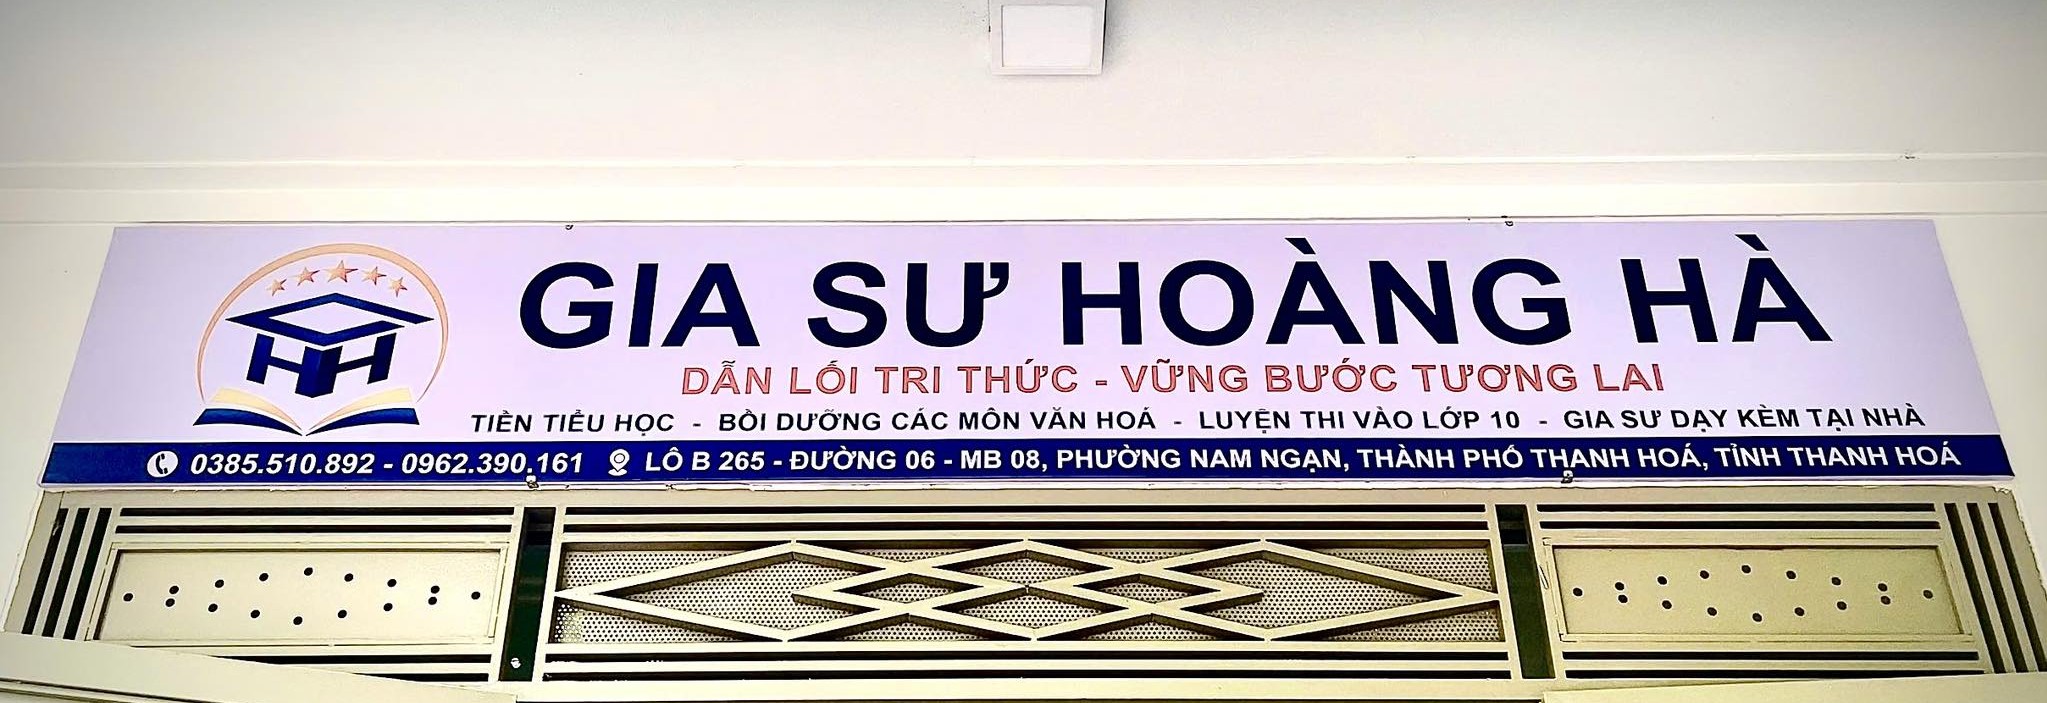 GIA SƯ HOÀNG HÀ
HH
DẪN LỐI TRI THỨC - VỮNG BƯỚC TƯƠNG LAI
TIỀN TIỂU HỌC - BỒI DƯỠNG CÁC MÔN VĂN HOÁ - LUYỆN THI VÀO LỚP 10 - GIA SƯ DẠY KÈM TẠI NHÀ
0385.510.892 - 0962.390.161 LÔ B 265 - ĐƯỜNG 06 - MB 08, PHƯỜNG NAM NGẠN, THÀNH PHỐ THANH HOÁ, TỈNH THANH HOÁ